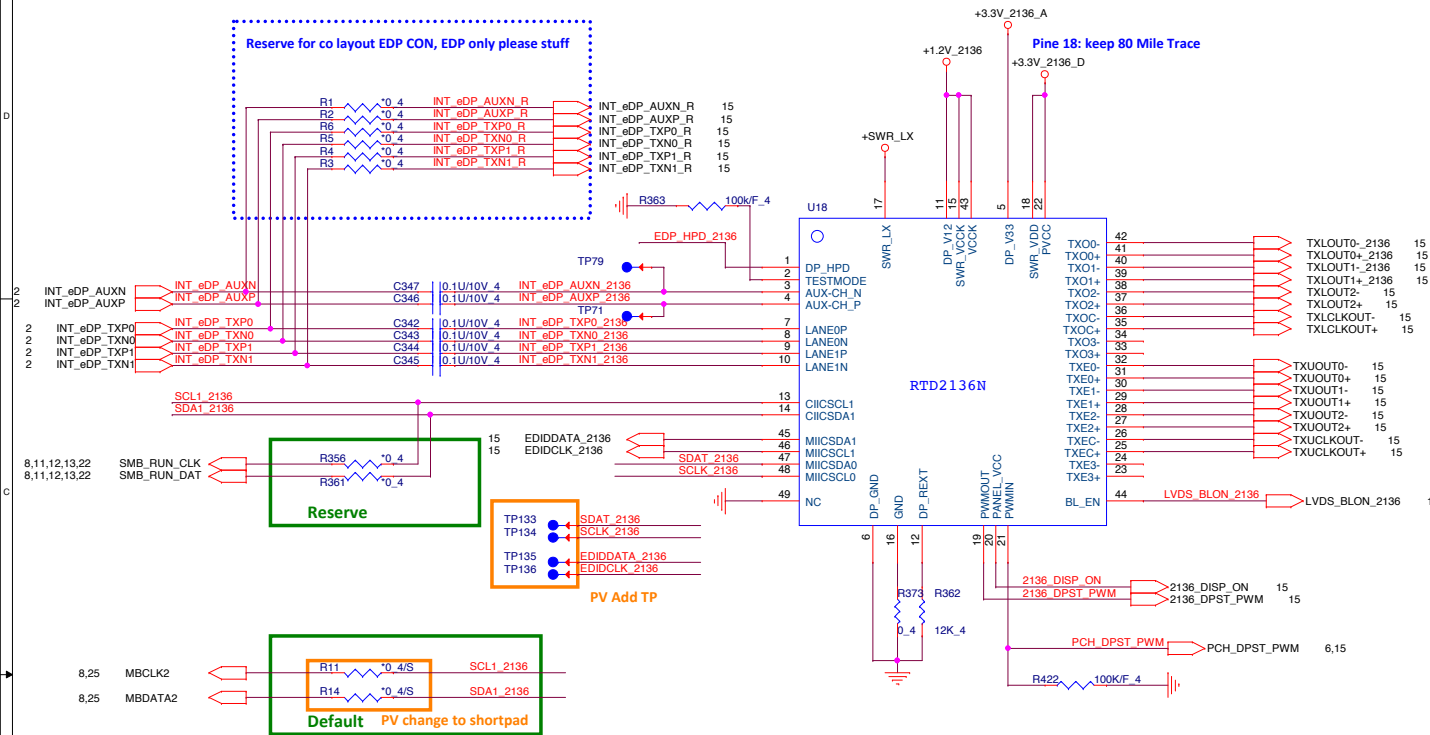 +3.3V_2136_A
Reserve for co layout EDP CON, EDP only please stuff
Pine 18: keep 80 Mile Trace
+1.2V_2136
+3.3V_2136_D
D
R1 *0_4 INT_eDP_AUXN_R INT_eDP_AUXN_R 15
R2 *0_4 INT_eDP_AUXP_R INT_eDP_AUXP_R 15
R6 *0_4 INT_eDP_TXP0_R INT_eDP_TXP0_R 15
R5 *0_4 INT_eDP_TXN0_R INT_eDP_TXN0_R 15
R4 *0_4 INT_eDP_TXP1_R INT_eDP_TXP1_R 15
R3 *0_4 INT_eDP_TXN1_R INT_eDP_TXN1_R 15
+SWR_LX
R363 100k/F_4
U18
17 11 15 43 5 18 22
SWR_LX DP_V12 SWR_VCCK VCCK DP_V33 SWR_VDD PVCC
EDP_HPD_2136 1 DP_HPD
2 TESTMODE
TP79
2 INT_eDP_AUXN INT_eDP_AUXN C347 0.1U/10V_4 INT_eDP_AUXN_2136 3 AUX-CH_N
2 INT_eDP_AUXP INT_eDP_AUXP C346 0.1U/10V_4 INT_eDP_AUXP_2136 4 AUX-CH_P
TP71
2 INT_eDP_TXP0 INT_eDP_TXP0 C342 0.1U/10V_4 INT_eDP_TXP0_2136 7 LANE0P
2 INT_eDP_TXN0 INT_eDP_TXN0 C343 0.1U/10V_4 INT_eDP_TXN0_2136 8 LANE0N
2 INT_eDP_TXP1 INT_eDP_TXP1 C344 0.1U/10V_4 INT_eDP_TXP1_2136 9 LANE1P
2 INT_eDP_TXN1 INT_eDP_TXN1 C345 0.1U/10V_4 INT_eDP_TXN1_2136 10 LANE1N
RTD2136N
SCL1_2136 13 CIICSCL1
SDA1_2136 14 CIICSDA1
15 EDIDDATA_2136 45 MIICSDA1
15 EDIDCLK_2136 46 MIICSCL1
SDAT_2136 47 MIICSDA0
SCLK_2136 48 MIICSCL0
49 NC
TXO0- 42 TXLOUT0-_2136 15
TXO0+ 41 TXLOUT0+_2136 15
TXO1- 40 TXLOUT1-_2136 15
TXO1+ 39 TXLOUT1+_2136 15
TXO2- 38 TXLOUT2- 15
TXO2+ 37 TXLOUT2+ 15
TXOC- 36 TXLCLKOUT- 15
TXOC+ 35 TXLCLKOUT+ 15
TXO3- 34
TXO3+ 33
TXE0- 32 TXUOUT0- 15
TXE0+ 31 TXUOUT0+ 15
TXE1- 30 TXUOUT1- 15
TXE1+ 29 TXUOUT1+ 15
TXE2- 28 TXUOUT2- 15
TXE2+ 27 TXUOUT2+ 15
TXEC- 26 TXUCLKOUT- 15
TXEC+ 25 TXUCLKOUT+ 15
TXE3- 24
TXE3+ 23
BL_EN 44 LVDS_BLON_2136 LVDS_BLON_2136 1
8,11,12,13,22 SMB_RUN_CLK R356 *0_4
8,11,12,13,22 SMB_RUN_DAT R361 *0_4
C
Reserve
DP_GND GND DP_REXT PWMOUT PANEL_VCC PWMIN
6 16 12 19 20 21
TP133 SDAT_2136
TP134 SCLK_2136
TP135 EDIDDATA_2136
TP136 EDIDCLK_2136
PV Add TP
2136_DISP_ON 2136_DISP_ON 15
2136_DPST_PWM 2136_DPST_PWM 15
R373 R362
0_4 12K_4
PCH_DPST_PWM PCH_DPST_PWM 6,15
R422 100K/F_4
8,25 MBCLK2 R11 *0_4/S SCL1_2136
8,25 MBDATA2 R14 *0_4/S SDA1_2136
Default PV change to shortpad